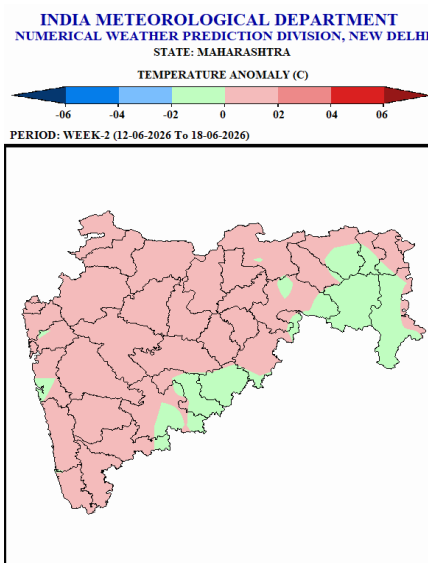 INDIA METEOROLOGICAL DEPARTMENT
NUMERICAL WEATHER PREDICTION DIVISION, NEW DELHI
STATE: MAHARASHTRA
TEMPERATURE ANOMALY (C)
-06 -04 -02 0 02 04 06
PERIOD: WEEK-2 (12-06-2026 To 18-06-2026)